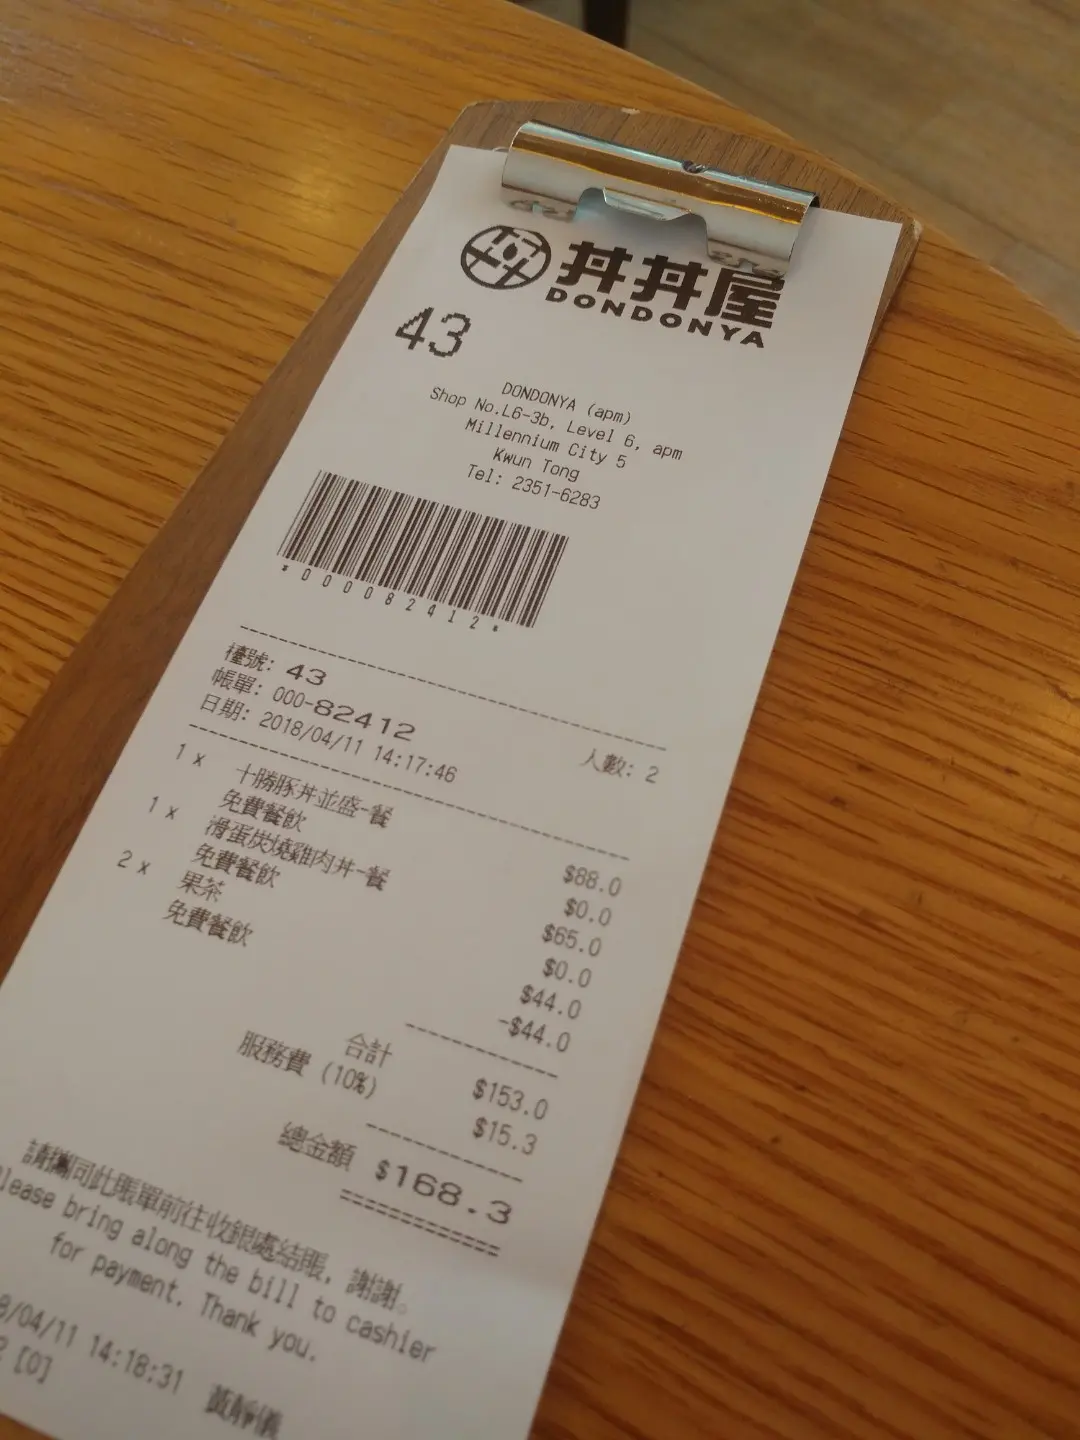 丼丼屋
DONDONYA
43
DONDONYA (apm)
Shop No.L6-3b, Level 6, apm
Millennium City 5
Kwun Tong
Tel: 2351-6283
*000082412*
檯號: 43
帳單: 000-82412
人數: 2
日期: 2018/04/11 14:17:46
1 x 十勝豚丼並盛-餐 $88.0
免費餐飲 $0.0
1 x 滑蛋炭燒雞肉丼-餐 $65.0
免費餐飲 $0.0
2 x 果茶 $44.0
免費餐飲 -$44.0
合計 $153.0
服務費 (10%) $15.3
總金額 $168.3
請攜同此賬單前往收銀處結賬, 謝謝。
lease bring along the bill to cashier
for payment. Thank you.
8/04/11 14:18:31 黃靜儀
[0]